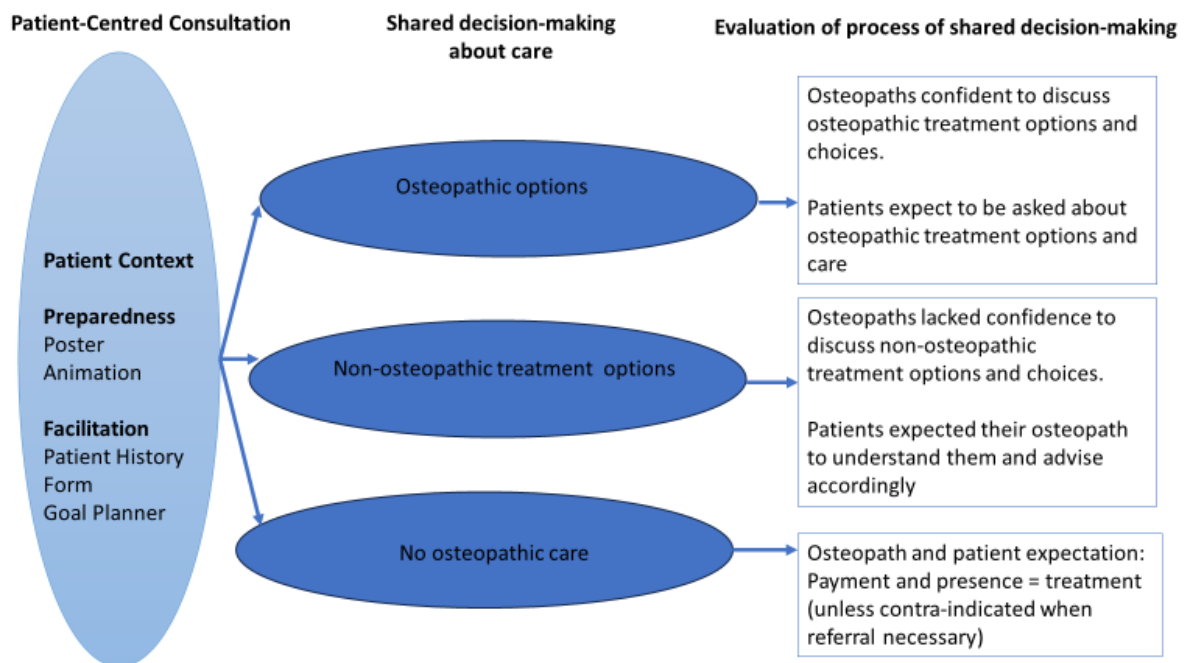 Patient-Centred Consultation
Shared decision-making
about care
Evaluation of process of shared decision-making
Patient Context
Preparedness
Poster
Animation
Facilitation
Patient History
Form
Goal Planner
Osteopathic options
Non-osteopathic treatment options
No osteopathic care
Osteopaths confident to discuss
osteopathic treatment options and
choices.
Patients expect to be asked about
osteopathic treatment options and
care
Osteopaths lacked confidence to
discuss non-osteopathic
treatment options and choices.
Patients expected their osteopath
to understand them and advise
accordingly
Osteopath and patient expectation:
Payment and presence = treatment
(unless contra-indicated when
referral necessary)